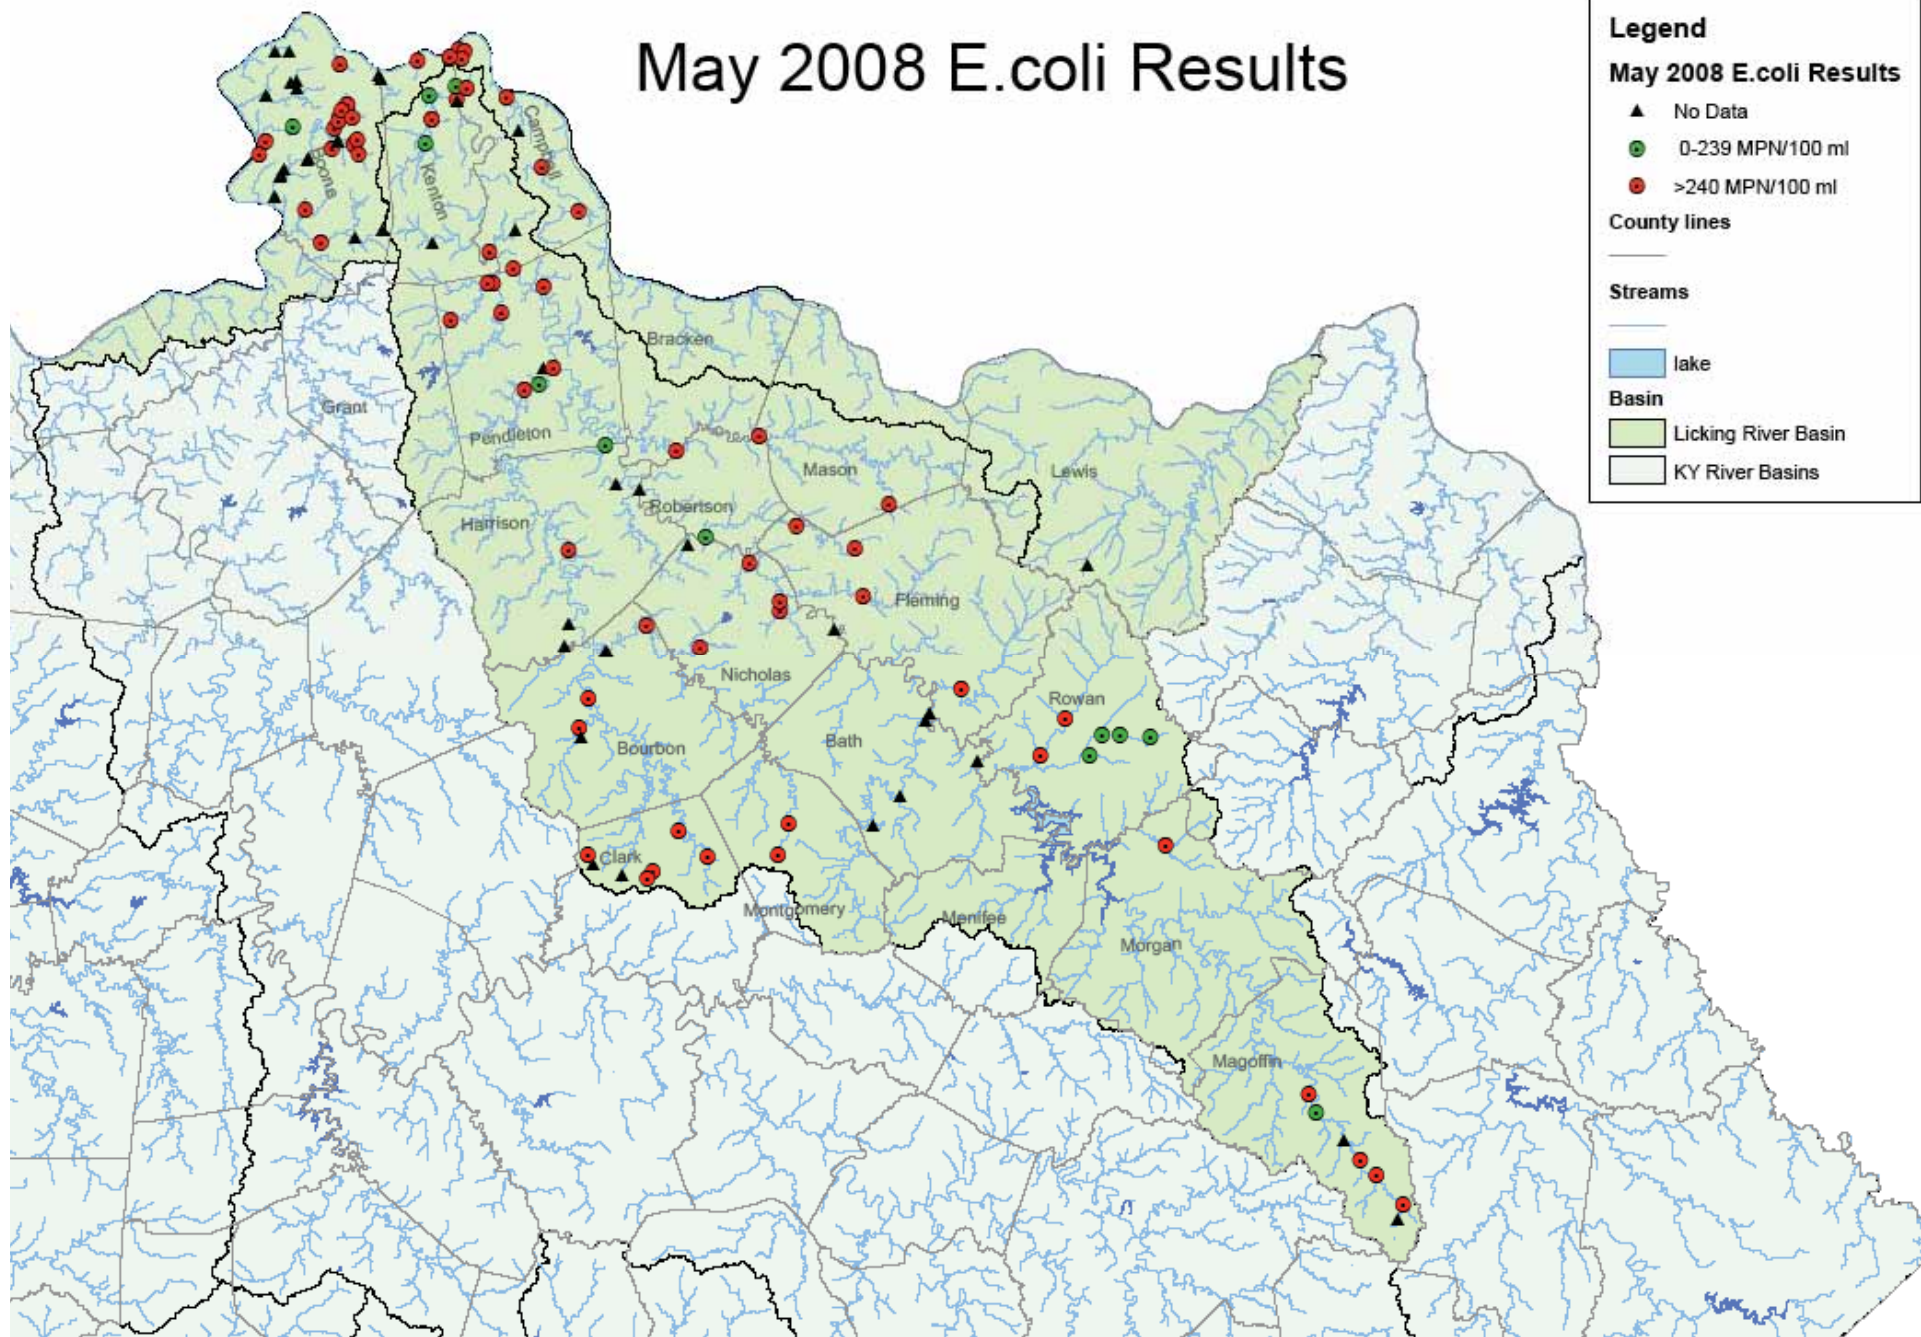 May 2008 E.coli Results
Legend
May 2008 E.coli Results
No Data
0-239 MPN/100 ml
>240 MPN/100 ml
County lines
Streams
lake
Basin
Licking River Basin
KY River Basins
Boone
Kenton
Campbell
Bracken
Grant
Pendleton
Mason
Lewis
Harrison
Robertson
Fleming
Nicholas
Rowan
Bourbon
Bath
Clark
Montgomery
Menifee
Morgan
Magoffin